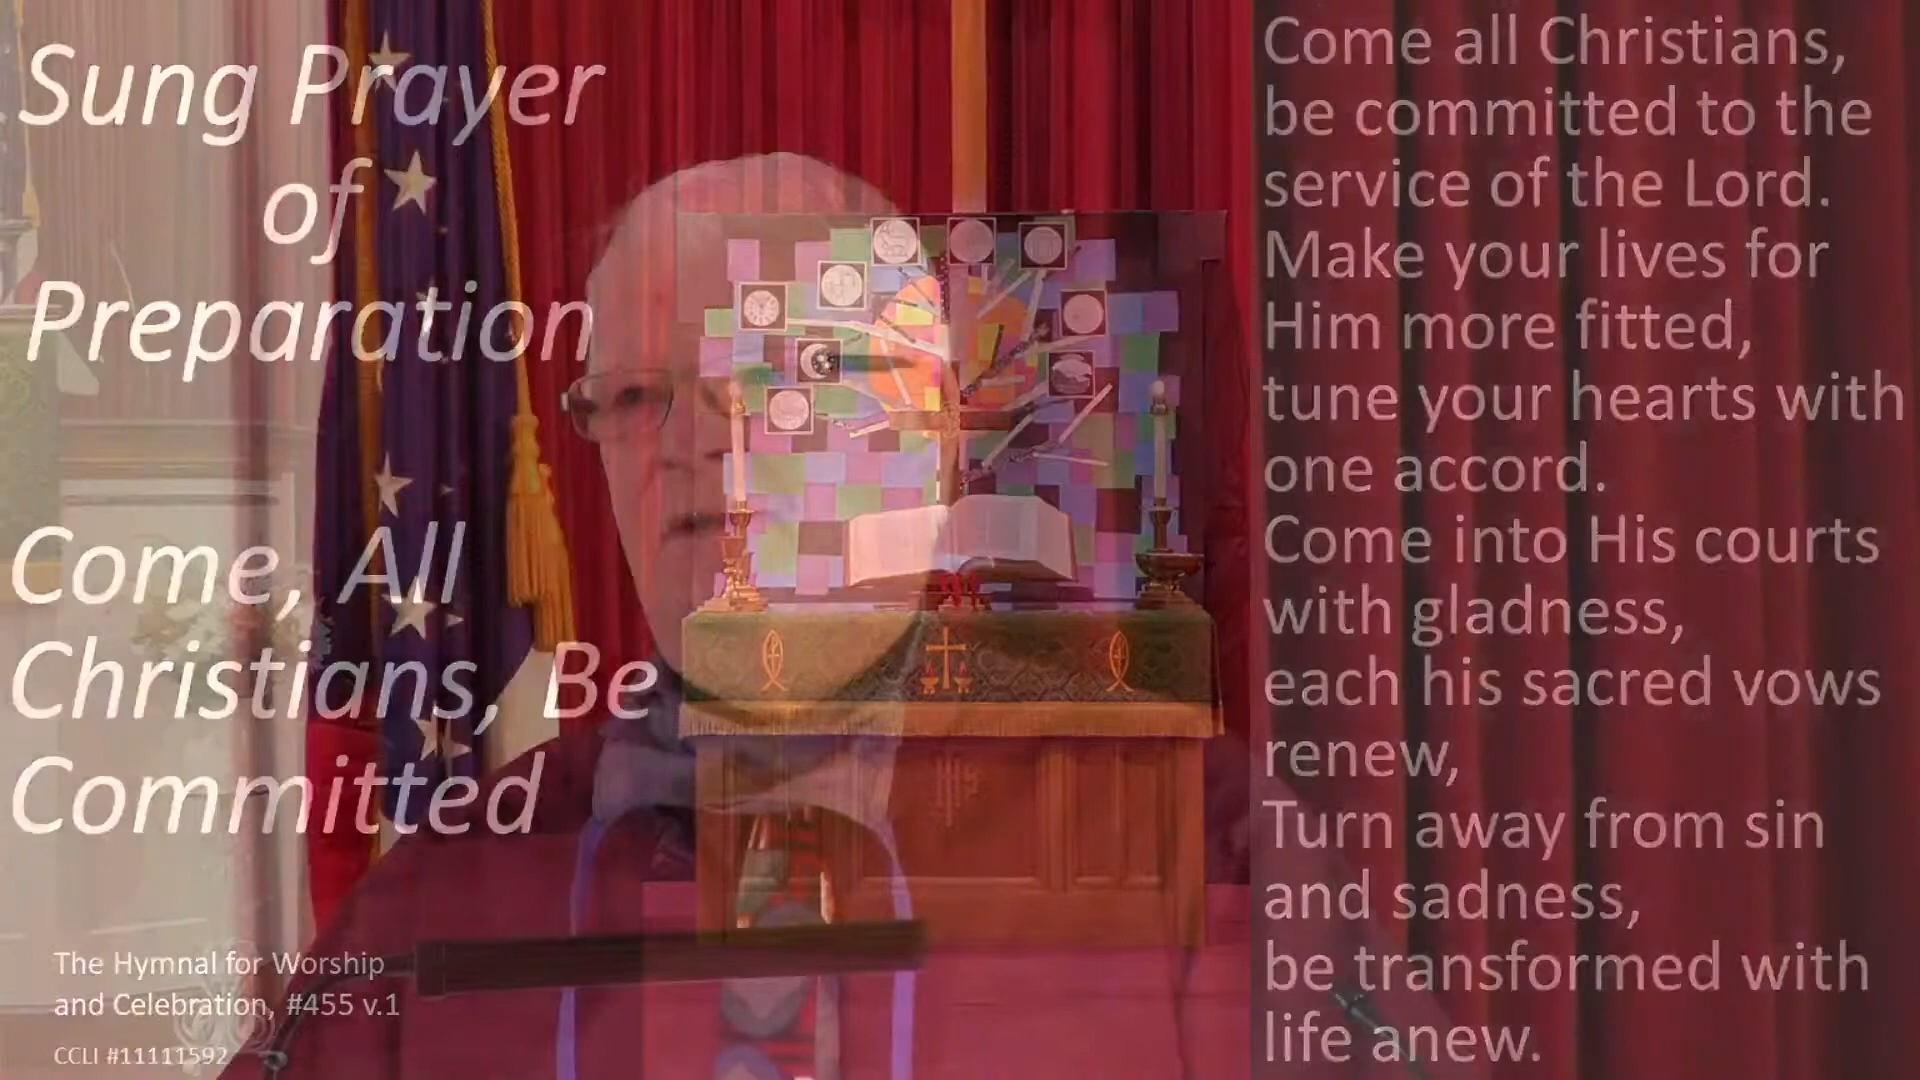 Sung Prayer
of
Preparation
Come, All
Christians, Be
Committed
The Hymnal for Worship
and Celebration, #455 v.1
CCLI #11111592
Come all Christians,
be committed to the
service of the Lord.
Make your lives for
Him more fitted,
tune your hearts with
one accord.
Come into His courts
with gladness,
each his sacred vows
renew,
Turn away from sin
and sadness,
be transformed with
life anew.
IHS